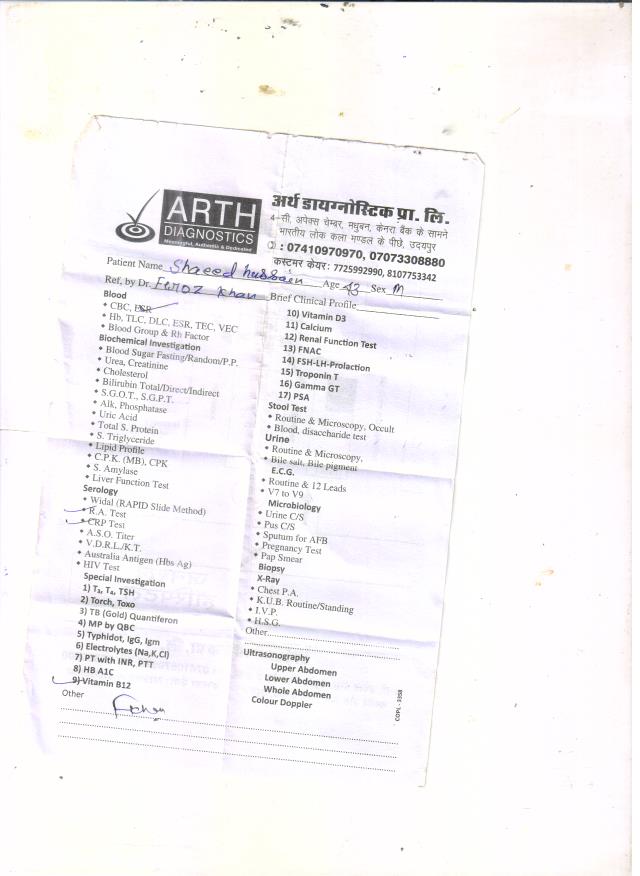 ARTH
DIAGNOSTICS
Meaningful, Authentic & Dedicated
अर्थ डायग्नोस्टिक प्रा. लि.
4-सी, अपेक्स चेम्बर, मधुबन, केनरा बैंक के सामने
भारतीय लोक कला मण्डल के पीछे, उदयपुर
: 07410970970, 07073308880
कस्टमर केयर : 7725992990, 8107753342
Patient Name Shaeed hussain Age 43 Sex M
Ref, by Dr. Firoz Khan Brief Clinical Profile
Blood
CBC, ESR
Hb, TLC, DLC, ESR, TEC, VEC
Blood Group & Rh Factor
Biochemical Investigation
Blood Sugar Fasting/Random/P.P.
Urea, Creatinine
Cholesterol
Bilirubin Total/Direct/Indirect
S.G.O.T., S.G.P.T.
Alk, Phosphatase
Uric Acid
Total S. Protein
S. Triglyceride
Lipid Profile
C.P.K. (MB), CPK
S. Amylase
Liver Function Test
Serology
Widal (RAPID Slide Method)
R.A. Test
CRP Test
A.S.O. Titer
V.D.R.L./K.T.
Australia Antigen (Hbs Ag)
HIV Test
Special Investigation
1) T₃, T₄, TSH
2) Torch, Toxo
3) TB (Gold) Quantiferon
4) MP by QBC
5) Typhidot, IgG, Igm
6) Electrolytes (Na,K,Cl)
7) PT with INR, PTT
8) HB A1C
9) Vitamin B12
Other
10) Vitamin D3
11) Calcium
12) Renal Function Test
13) FNAC
14) FSH-LH-Prolaction
15) Troponin T
16) Gamma GT
17) PSA
Stool Test
Routine & Microscopy, Occult
Blood, disaccharide test
Urine
Routine & Microscopy,
Bile salt, Bile pigment
E.C.G.
Routine & 12 Leads
V7 to V9
Microbiology
Urine C/S
Pus C/S
Sputum for AFB
Pregnancy Test
Pap Smear
Biopsy
X-Ray
Chest P.A.
K.U.B. Routine/Standing
I.V.P.
H.S.G.
Other
Ultrasonography
Upper Abdomen
Lower Abdomen
Whole Abdomen
Colour Doppler
COPL - 9358